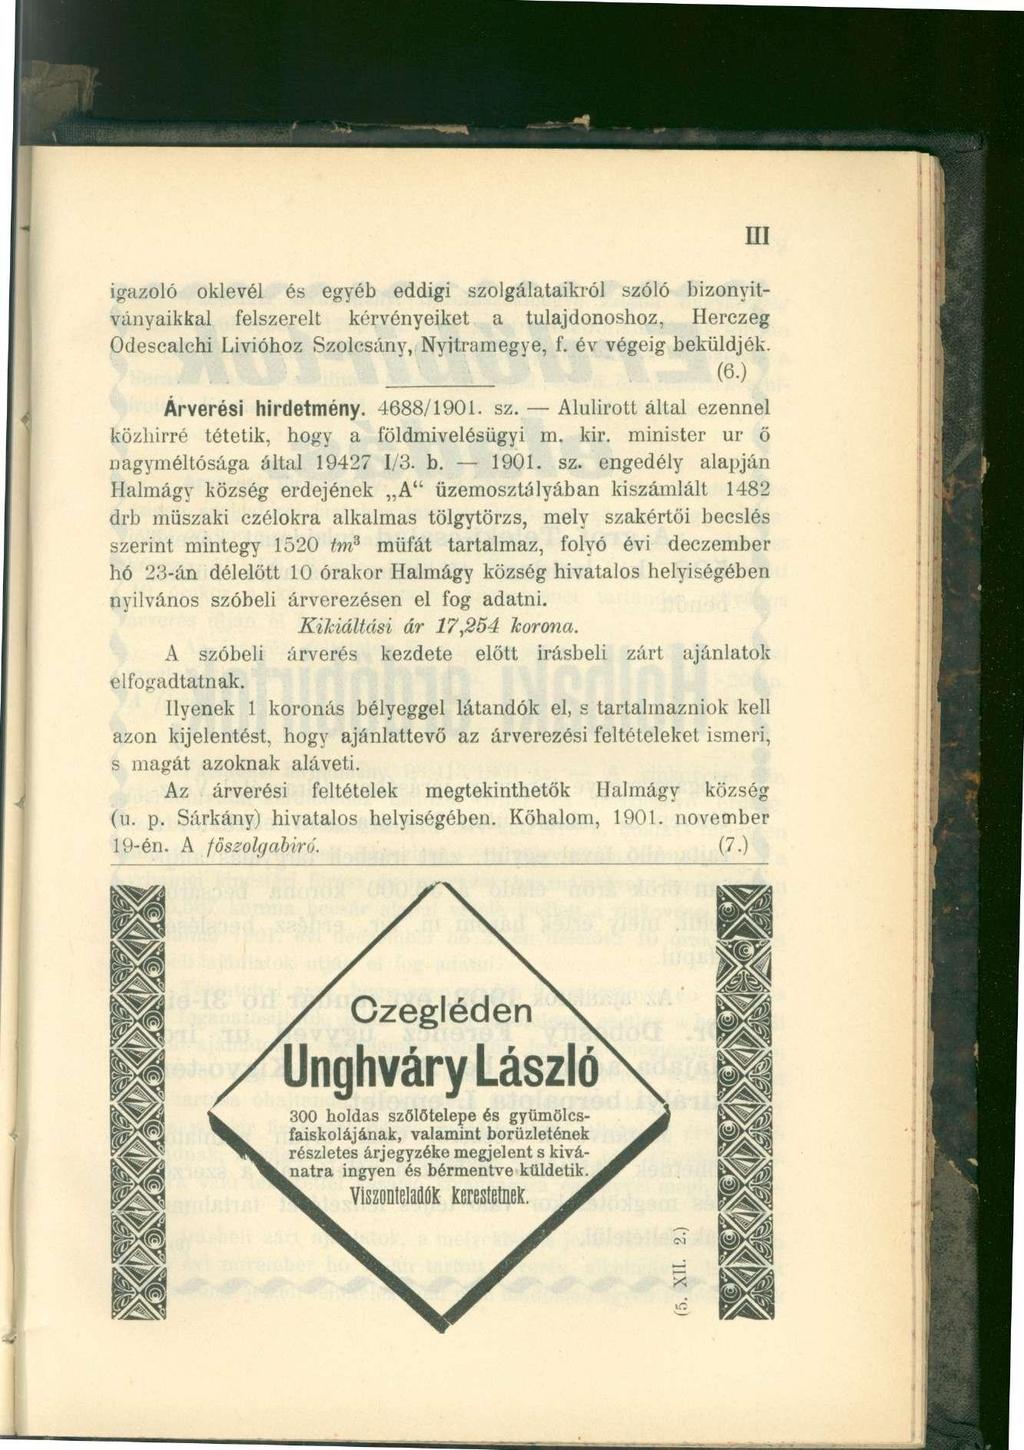 III
igazoló oklevél és egyéb eddigi szolgálataikról szóló bizonyit-
ványaikkal felszerelt kérvényeiket a tulajdonoshoz, Herczeg
Odescalchi Livióhoz Szolcsány, Nyitramegye, f. év végeig beküldjék.
(6.)
Árverési hirdetmény. 4688/1901. sz. — Alulirott által ezennel
közhirré tétetik, hogy a földmivelésügyi m. kir. minister ur ő
nagyméltósága által 19427 I/3. b. — 1901. sz. engedély alapján
Halmágy község erdejének „A“ üzemosztályában kiszámlált 1482
drb müszaki czélokra alkalmas tölgytörzs, mely szakértői becslés
szerint mintegy 1520 tm³ müfát tartalmaz, folyó évi deczember
hó 23-án délelőtt 10 órakor Halmágy község hivatalos helyiségében
nyilvános szóbeli árverezésen el fog adatni.
Kikiáltási ár 17,254 korona.
A szóbeli árverés kezdete előtt irásbeli zárt ajánlatok
elfogadtatnak.
Ilyenek 1 koronás bélyeggel látandók el, s tartalmazniok kell
azon kijelentést, hogy ajánlattevő az árverezési feltételeket ismeri,
s magát azoknak aláveti.
Az árverési feltételek megtekinthetők Halmágy község
(u. p. Sárkány) hivatalos helyiségében. Kőhalom, 1901. november
19-én. A főszolgabiró. (7.)
Czegléden
Unghváry László
300 holdas szőlőtelepe és gyümölcs-
faiskolájának, valamint borüzletének
részletes árjegyzéke megjelent s kivá-
natra ingyen és bérmentve küldetik.
Viszonteladók kerestetnek.
(5. XII. 2.)